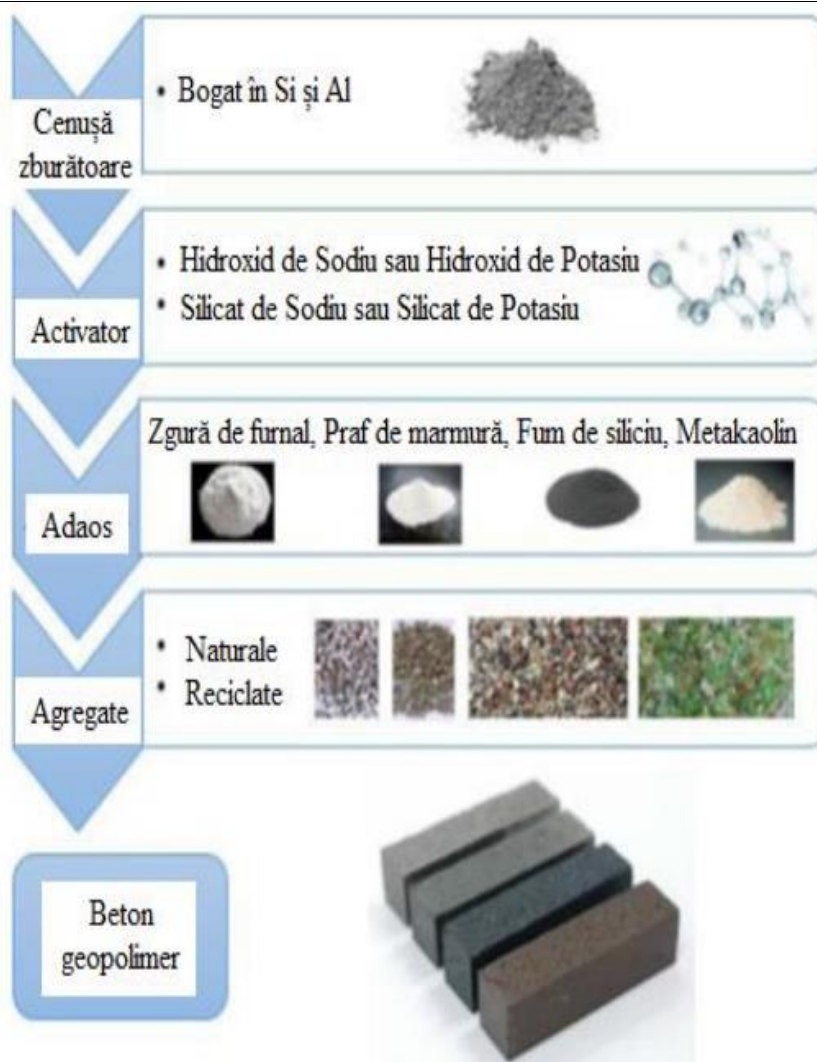 Cenușă
zburătoare
• Bogat în Si și Al
Activator
• Hidroxid de Sodiu sau Hidroxid de Potasiu
• Silicat de Sodiu sau Silicat de Potasiu
Adaos
Zgură de furnal, Praf de marmură, Fum de siliciu, Metakaolin
Agregate
• Naturale
• Reciclate
Beton
geopolimer